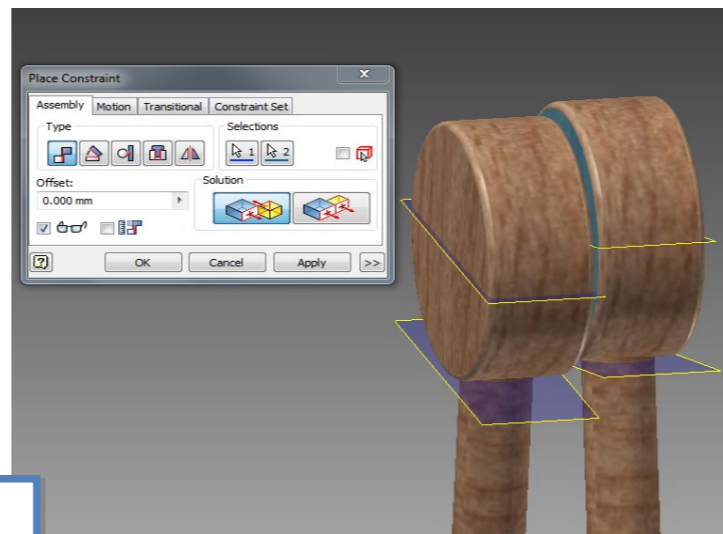 Place Constraint
Assembly Motion Transitional Constraint Set
Type
Selections
1 2
Offset:
Solution
0.000 mm
OK Cancel Apply >>